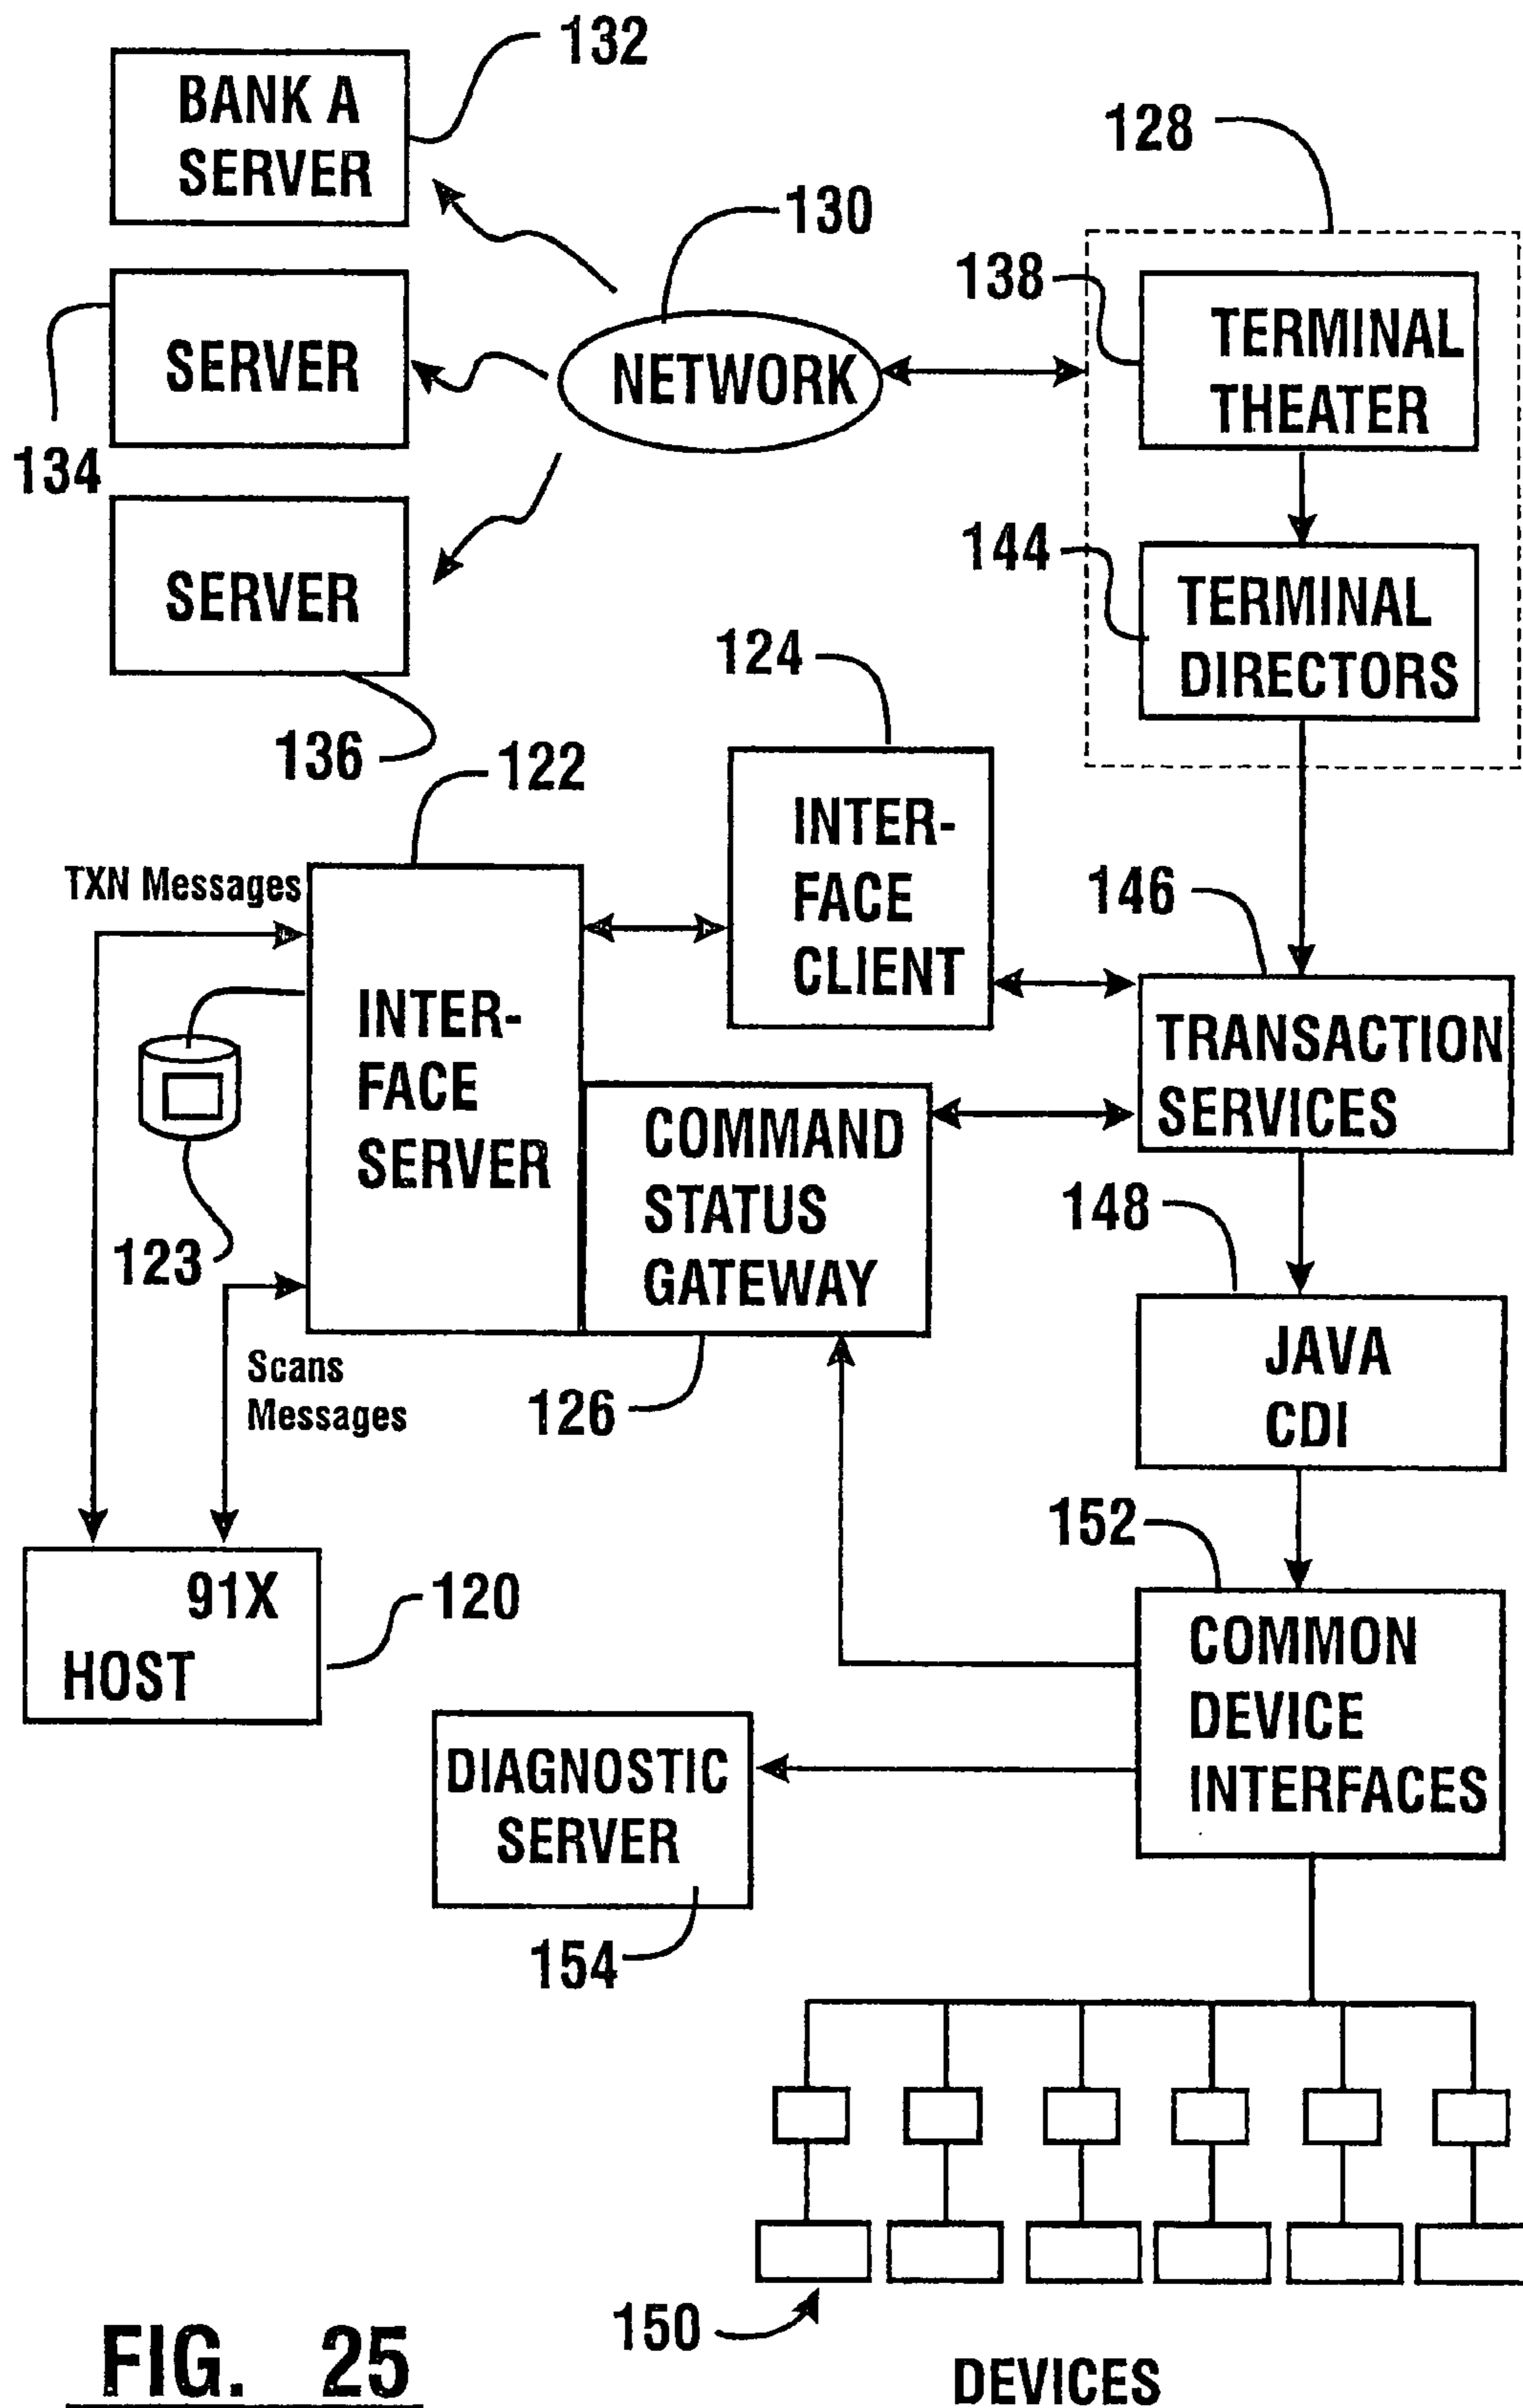 132
BANK A
SERVER
128
130
138
TERMINAL
THEATER
SERVER
NETWORK
134
144
TERMINAL
DIRECTORS
SERVER
124
136
122
INTER-
FACE
CLIENT
TXN Messages
146
INTER-
FACE
SERVER
TRANSACTION
SERVICES
COMMAND
STATUS
GATEWAY
123
148
JAVA
CDI
Scans
Messages
126
152
91X
HOST
120
COMMON
DEVICE
INTERFACES
DIAGNOSTIC
SERVER
154
150
DEVICES
FIG. 25